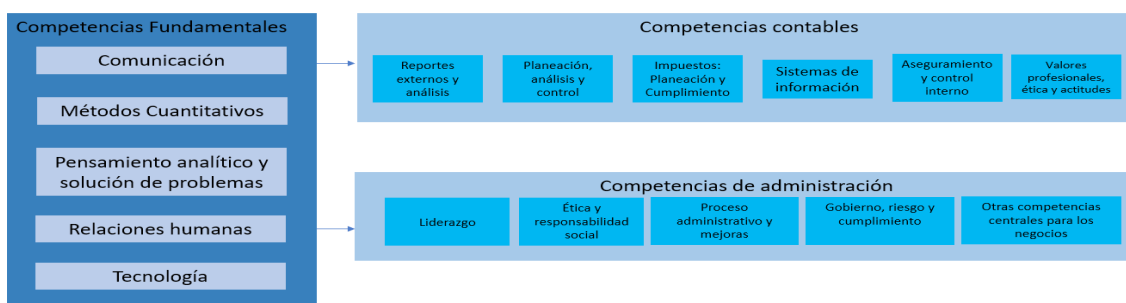 Competencias Fundamentales
Comunicación
Métodos Cuantitativos
Pensamiento analítico y
solución de problemas
Relaciones humanas
Tecnología
Competencias contables
Reportes
externos y
análisis
Planeación,
análisis y
control
Impuestos:
Planeación y
Cumplimiento
Sistemas de
información
Aseguramiento
y control
interno
Valores
profesionales,
ética y actitudes
Competencias de administración
Liderazgo
Ética y
responsabilidad
social
Proceso
administrativo y
mejoras
Gobierno, riesgo y
cumplimiento
Otras competencias
centrales para los
negocios